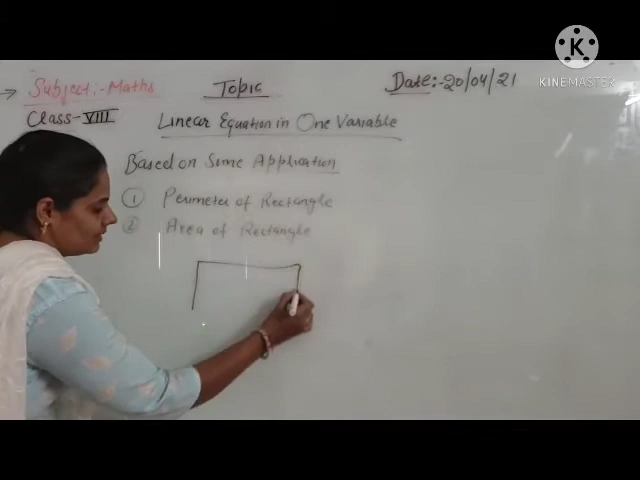 → Subject:- Maths Topic Date:-20/04/21
Class-VIII Linear Equation in One Variable
Based on Some Application
① Perimeter of Rectangle
② Area of Rectangle
K
KINEMASTER